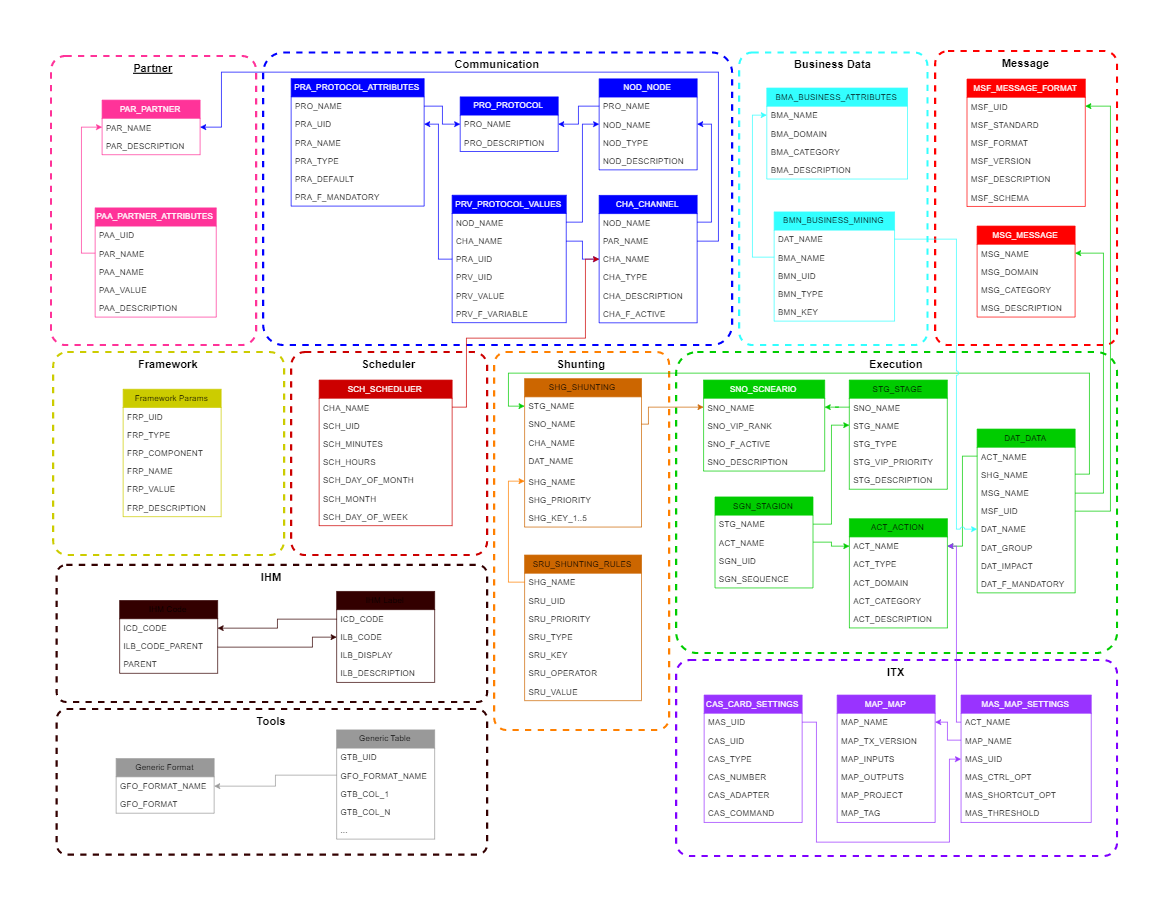 Partner
PAR_PARTNER
PAR_NAME
PAR_DESCRIPTION
PAA_PARTNER_ATTRIBUTES
PAA_UID
PAR_NAME
PAA_NAME
PAA_VALUE
PAA_DESCRIPTION
Communication
PRA_PROTOCOL_ATTRIBUTES
PRO_NAME
PRA_UID
PRA_NAME
PRA_TYPE
PRA_DEFAULT
PRA_F_MANDATORY
PRO_PROTOCOL
PRO_NAME
PRO_DESCRIPTION
NOD_NODE
PRO_NAME
NOD_NAME
NOD_TYPE
NOD_DESCRIPTION
PRV_PROTOCOL_VALUES
NOD_NAME
CHA_NAME
PRA_UID
PRV_UID
PRV_VALUE
PRV_F_VARIABLE
CHA_CHANNEL
NOD_NAME
PAR_NAME
CHA_NAME
CHA_TYPE
CHA_DESCRIPTION
CHA_F_ACTIVE
Business Data
BMA_BUSINESS_ATTRIBUTES
BMA_NAME
BMA_DOMAIN
BMA_CATEGORY
BMA_DESCRIPTION
BMN_BUSINESS_MINING
DAT_NAME
BMA_NAME
BMN_UID
BMN_TYPE
BMN_KEY
Message
MSF_MESSAGE_FORMAT
MSF_UID
MSF_STANDARD
MSF_FORMAT
MSF_VERSION
MSF_DESCRIPTION
MSF_SCHEMA
MSG_MESSAGE
MSG_NAME
MSG_DOMAIN
MSG_CATEGORY
MSG_DESCRIPTION
Framework
Framework Params
FRP_UID
FRP_TYPE
FRP_COMPONENT
FRP_NAME
FRP_VALUE
FRP_DESCRIPTION
Scheduler
SCH_SCHEDLUER
CHA_NAME
SCH_UID
SCH_MINUTES
SCH_HOURS
SCH_DAY_OF_MONTH
SCH_MONTH
SCH_DAY_OF_WEEK
Shunting
SHG_SHUNTING
STG_NAME
SNO_NAME
CHA_NAME
DAT_NAME
SHG_NAME
SHG_PRIORITY
SHG_KEY_1..5
SRU_SHUNTING_RULES
SHG_NAME
SRU_UID
SRU_PRIORITY
SRU_TYPE
SRU_KEY
SRU_OPERATOR
SRU_VALUE
Execution
SNO_SCNEARIO
SNO_NAME
SNO_VIP_RANK
SNO_F_ACTIVE
SNO_DESCRIPTION
STG_STAGE
SNO_NAME
STG_NAME
STG_TYPE
STG_VIP_PRIORITY
STG_DESCRIPTION
DAT_DATA
ACT_NAME
SHG_NAME
MSG_NAME
MSF_UID
DAT_NAME
DAT_GROUP
DAT_IMPACT
DAT_F_MANDATORY
SGN_STAGION
STG_NAME
ACT_NAME
SGN_UID
SGN_SEQUENCE
ACT_ACTION
ACT_NAME
ACT_TYPE
ACT_DOMAIN
ACT_CATEGORY
ACT_DESCRIPTION
IHM
ICD_CODE
ILB_CODE_PARENT
PARENT
ICD_CODE
ILB_CODE
ILB_DISPLAY
ILB_DESCRIPTION
Tools
Generic Format
GFO_FORMAT_NAME
GFO_FORMAT
Generic Table
GTB_UID
GFO_FORMAT_NAME
GTB_COL_1
GTB_COL_N
...
ITX
CAS_CARD_SETTINGS
MAS_UID
CAS_UID
CAS_TYPE
CAS_NUMBER
CAS_ADAPTER
CAS_COMMAND
MAP_MAP
MAP_NAME
MAP_TX_VERSION
MAP_INPUTS
MAP_OUTPUTS
MAP_PROJECT
MAP_TAG
MAS_MAP_SETTINGS
ACT_NAME
MAP_NAME
MAS_UID
MAS_CTRL_OPT
MAS_SHORTCUT_OPT
MAS_THRESHOLD